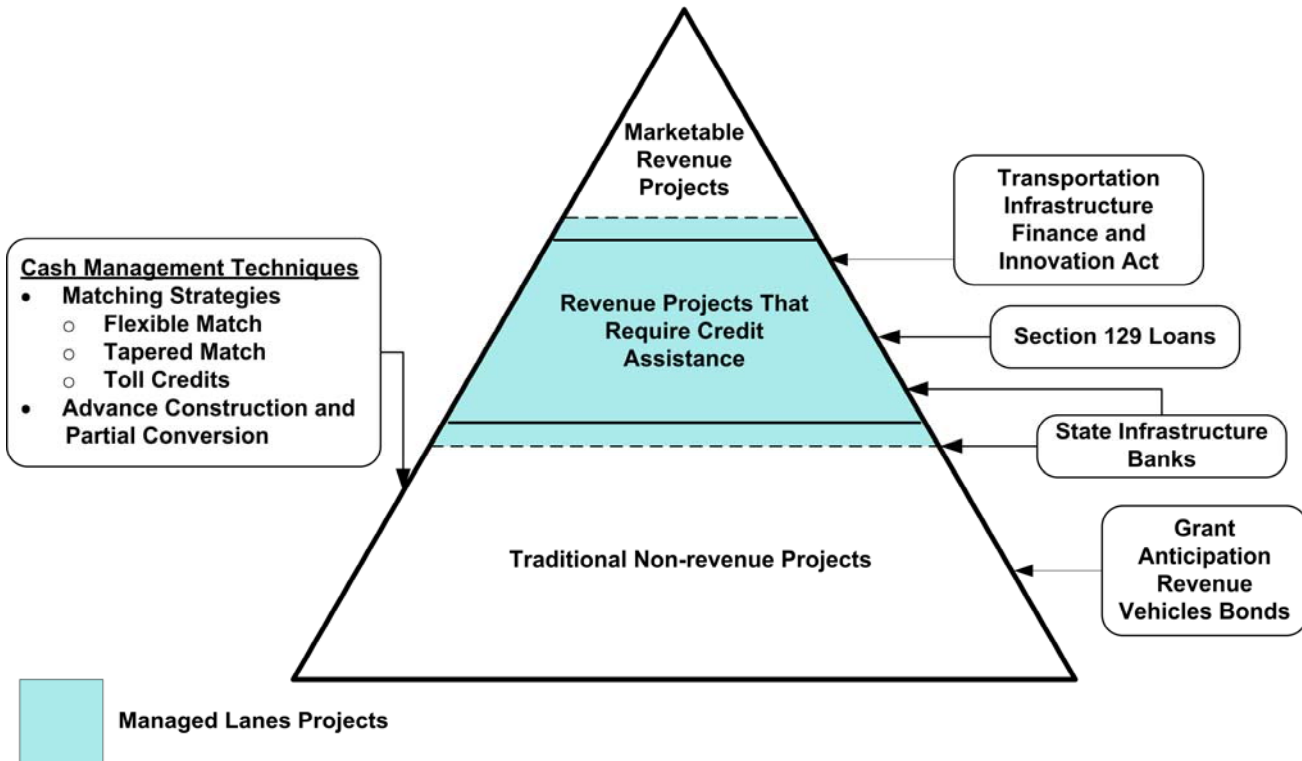 Marketable
Revenue
Projects
Transportation
Infrastructure
Finance and
Innovation Act
Cash Management Techniques
• Matching Strategies
o Flexible Match
o Tapered Match
o Toll Credits
• Advance Construction and
Partial Conversion
Revenue Projects That
Require Credit
Assistance
Section 129 Loans
State Infrastructure
Banks
Traditional Non-revenue Projects
Grant
Anticipation
Revenue
Vehicles Bonds
Managed Lanes Projects